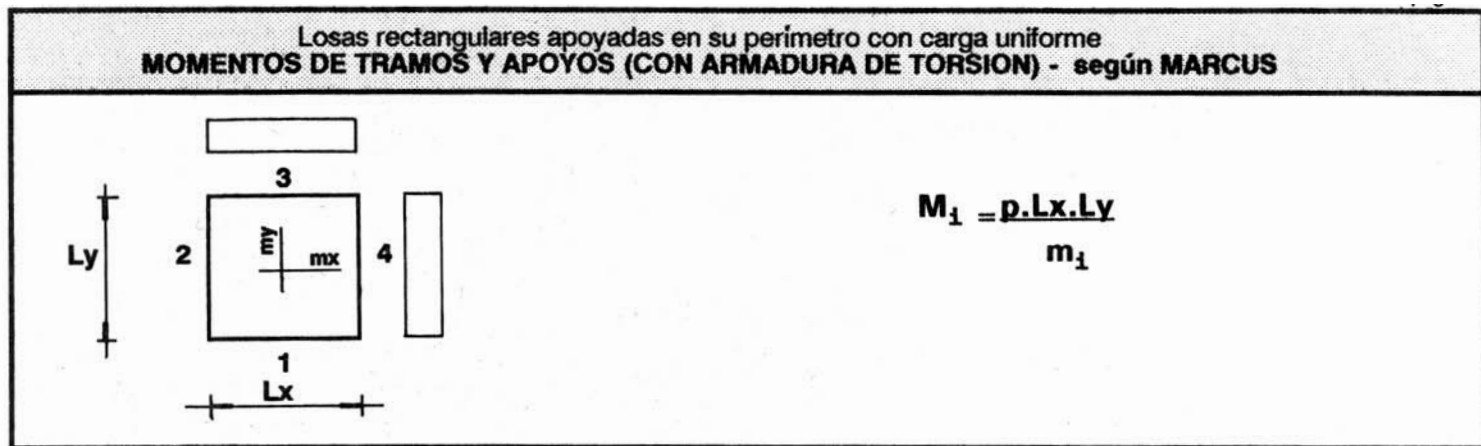 Losas rectangulares apoyadas en su perímetro con carga uniforme
MOMENTOS DE TRAMOS Y APOYOS (CON ARMADURA DE TORSION) - según MARCUS
3
Ly
2
my
mx
4
1
Lx
Mi = p.Lx.Ly
mi